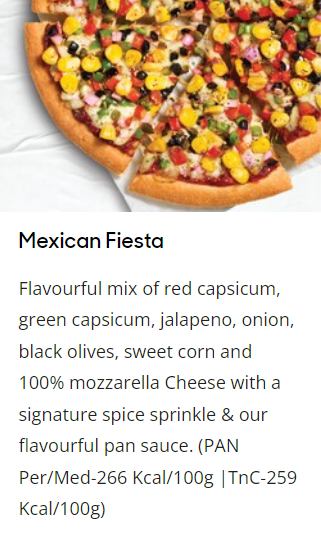 Mexican Fiesta
Flavourful mix of red capsicum,
green capsicum, jalapeno, onion,
black olives, sweet corn and
100% mozzarella Cheese with a
signature spice sprinkle & our
flavourful pan sauce. (PAN
Per/Med-266 Kcal/100g |TnC-259
Kcal/100g)